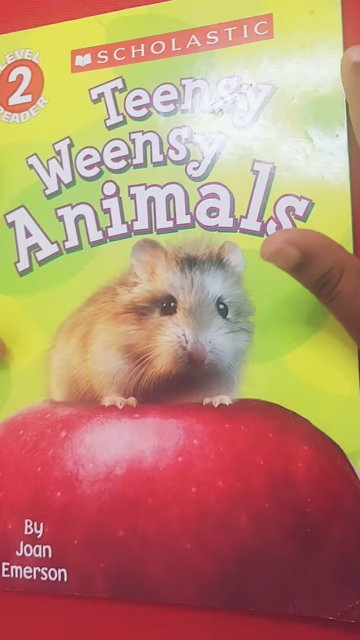 SCHOLASTIC
LEVEL
2
READER
Teensy
Weensy
Animals
By
Joan
Emerson